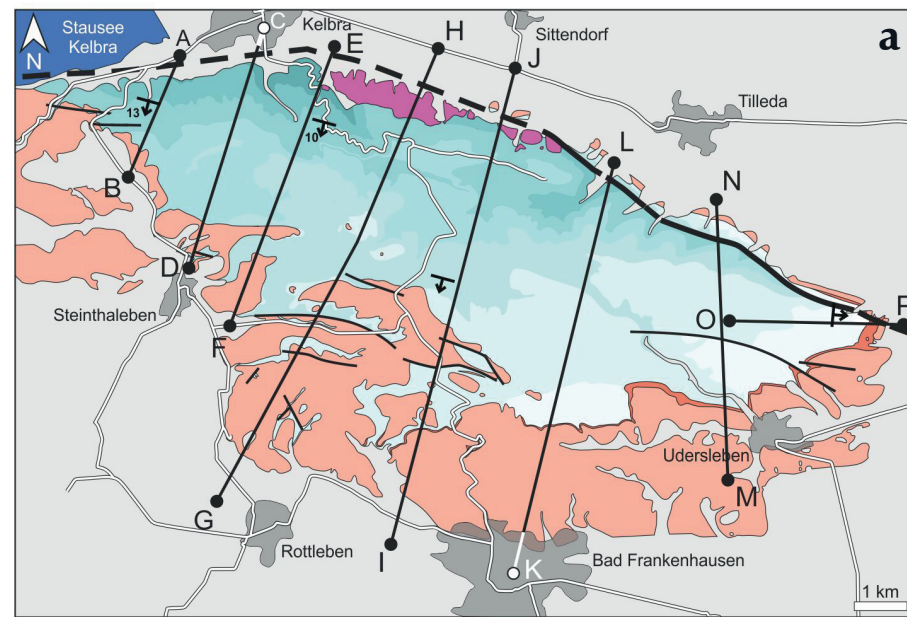 Stausee
Kelbra
N
A
C
Kelbra
E
H
J
Sittendorf
a
Tilleda
13
10
B
L
N
D
Steinthaleben
F
O
P
G
Rottleben
I
K
Bad Frankenhausen
Udersleben
M
1 km